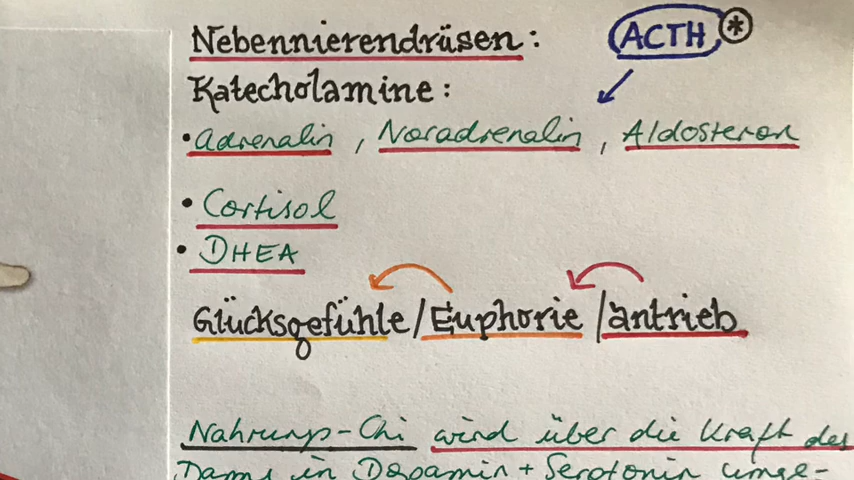 Nebennierendrüsen: ACTH *
Katecholamine:
• Adrenalin, Noradrenalin, Aldosteron
• Cortisol
• DHEA
Glücksgefühle/Euphorie/antrieb
Nahrungs-Chi wird über die Kraft des
Darms in Dopamin + Serotonin umge-